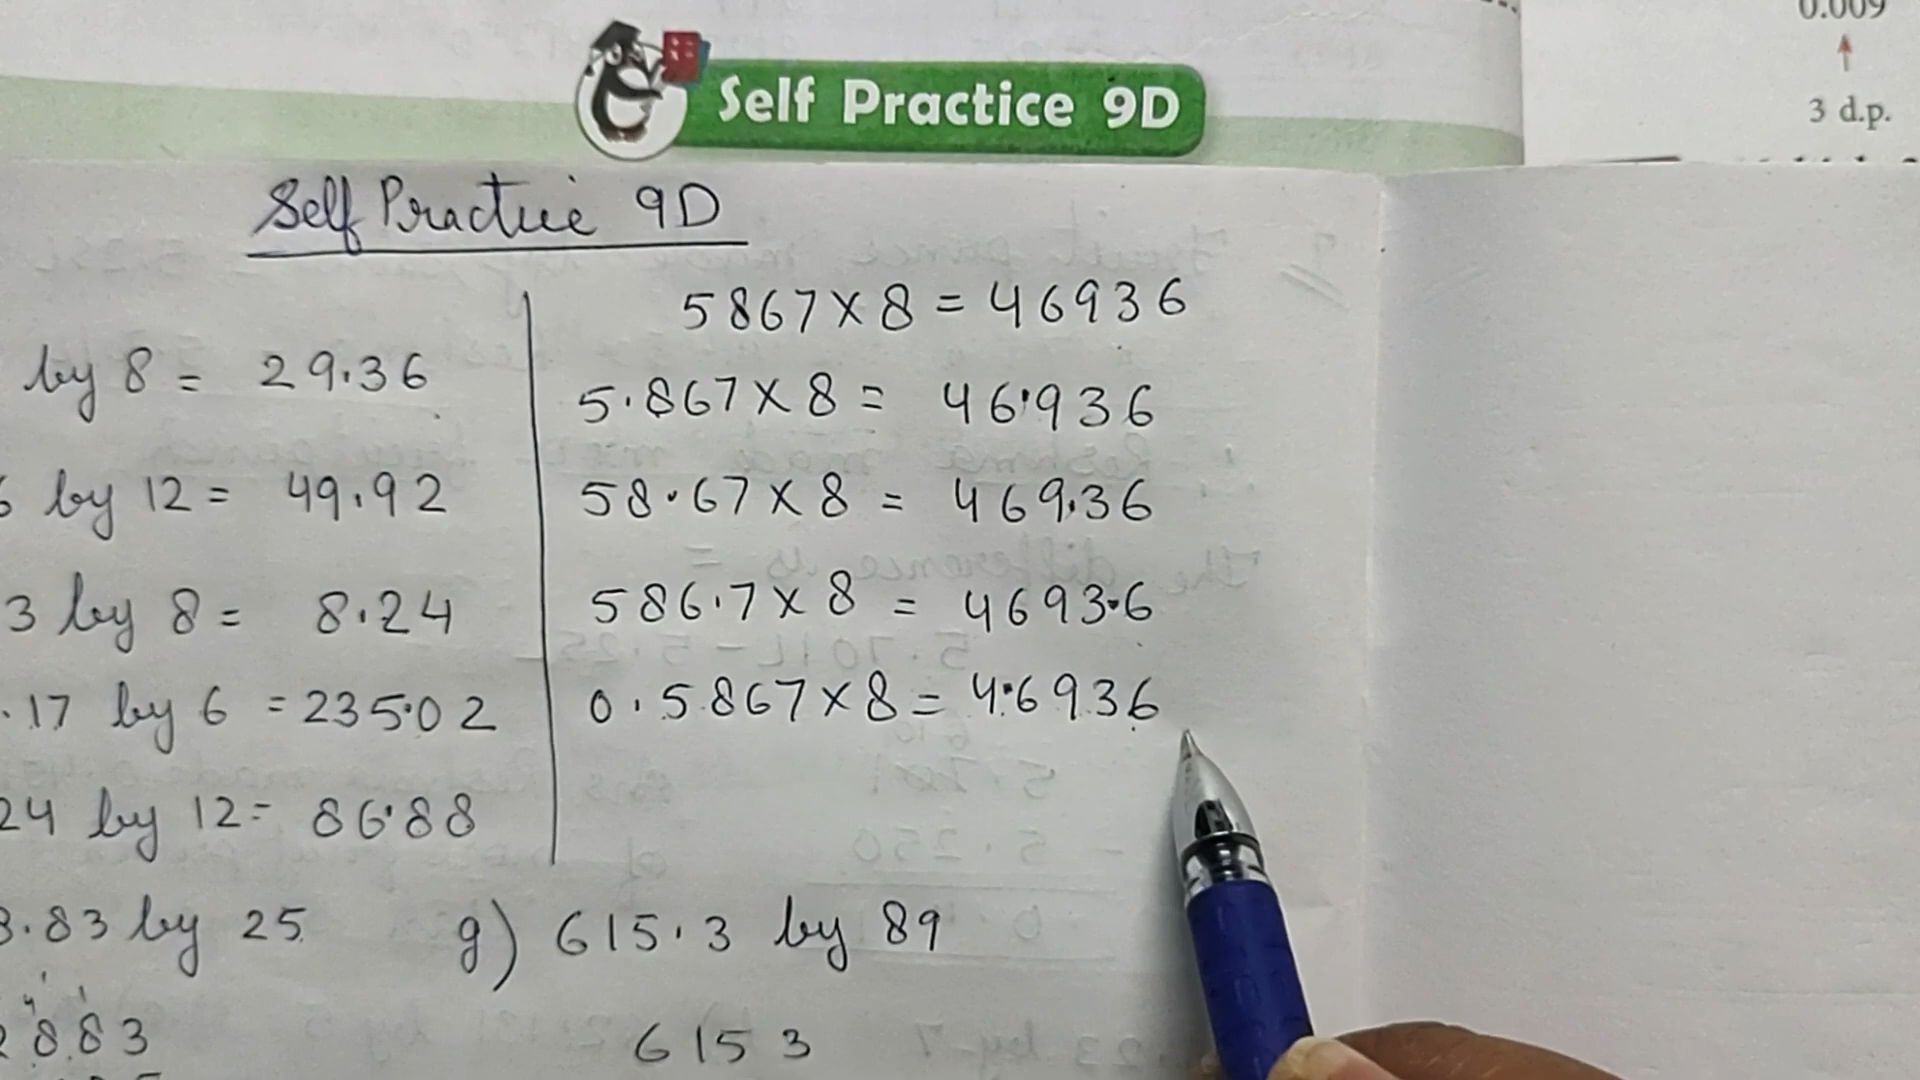 0.009
3 d.p.
Self Practice 9D
Self Practice 9D
by 8 = 29.36
by 12 = 49.92
3 by 8 = 8.24
.17 by 6 = 235.02
24 by 12 = 86.88
5867 × 8 = 46936
5.867 × 8 = 46.936
58.67 × 8 = 469.36
586.7 × 8 = 4693.6
0.5867 × 8 = 4.6936
.83 by 25
g) 615.3 by 89
883
6153